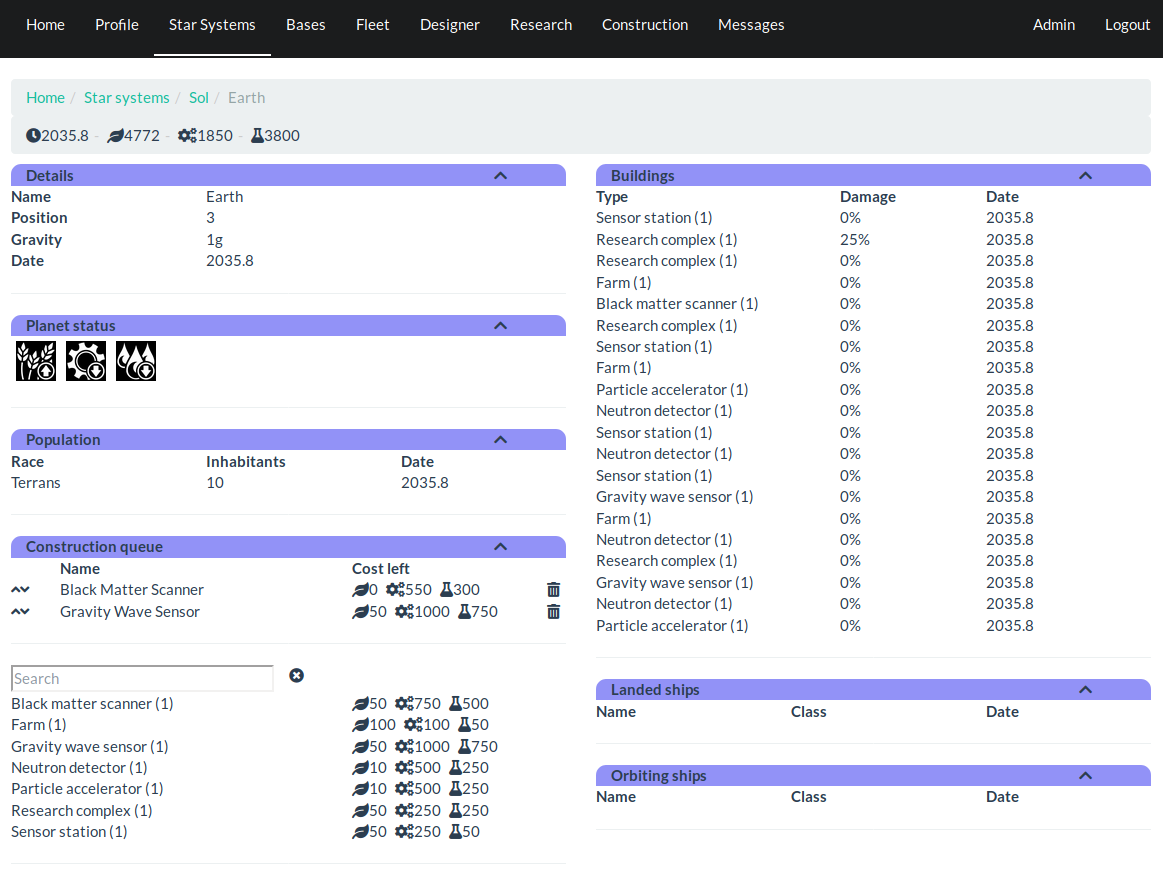 Home Profile Star Systems Bases Fleet Designer Research Construction Messages Admin Logout
Home / Star systems / Sol / Earth
2035.8 - 4772 - 1850 - 3800
Details
Name Earth
Position 3
Gravity 1g
Date 2035.8
Planet status
Population
Race Inhabitants Date
Terrans 10 2035.8
Construction queue
Name Cost left
Black Matter Scanner 0 550 300
Gravity Wave Sensor 50 1000 750
Search
Black matter scanner (1) 50 750 500
Farm (1) 100 100 50
Gravity wave sensor (1) 50 1000 750
Neutron detector (1) 10 500 250
Particle accelerator (1) 10 500 250
Research complex (1) 50 250 250
Sensor station (1) 50 250 50
Buildings
Type Damage Date
Sensor station (1) 0% 2035.8
Research complex (1) 25% 2035.8
Research complex (1) 0% 2035.8
Farm (1) 0% 2035.8
Black matter scanner (1) 0% 2035.8
Research complex (1) 0% 2035.8
Sensor station (1) 0% 2035.8
Farm (1) 0% 2035.8
Particle accelerator (1) 0% 2035.8
Neutron detector (1) 0% 2035.8
Sensor station (1) 0% 2035.8
Neutron detector (1) 0% 2035.8
Sensor station (1) 0% 2035.8
Gravity wave sensor (1) 0% 2035.8
Farm (1) 0% 2035.8
Neutron detector (1) 0% 2035.8
Research complex (1) 0% 2035.8
Gravity wave sensor (1) 0% 2035.8
Neutron detector (1) 0% 2035.8
Particle accelerator (1) 0% 2035.8
Landed ships
Name Class Date
Orbiting ships
Name Class Date